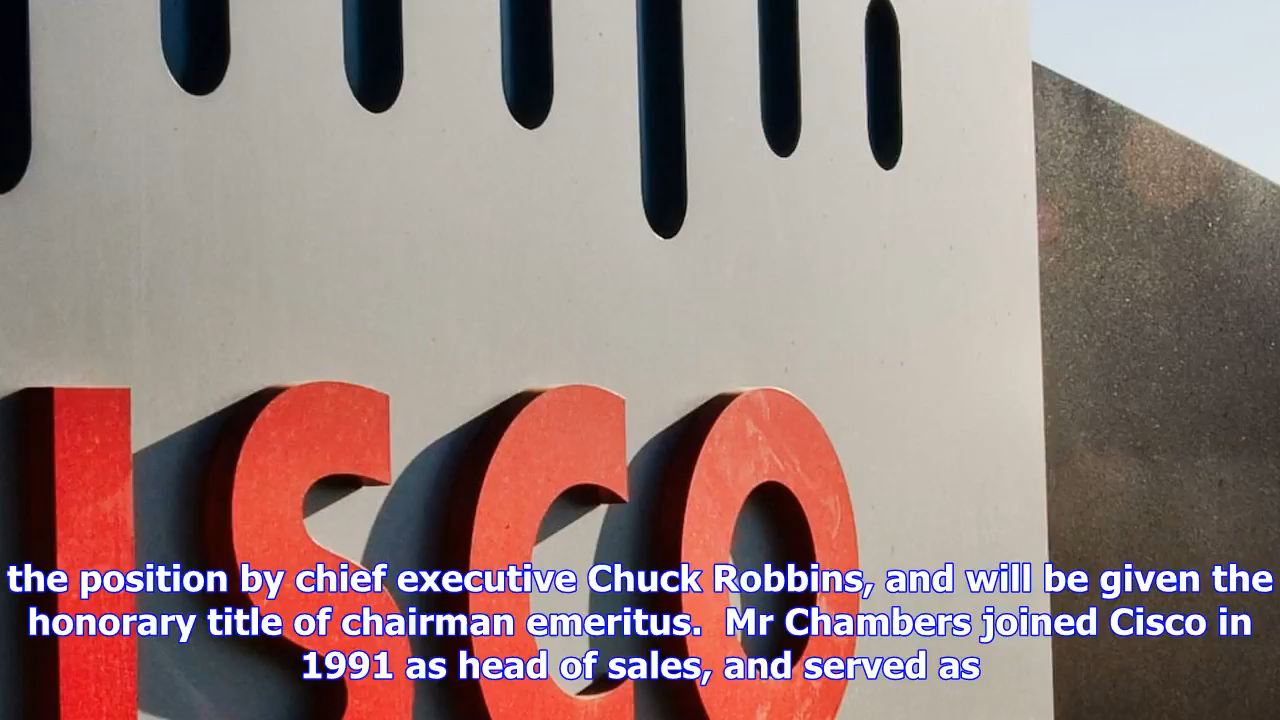 ISCO
the position by chief executive Chuck Robbins, and will be given the
honorary title of chairman emeritus.  Mr Chambers joined Cisco in
1991 as head of sales, and served as